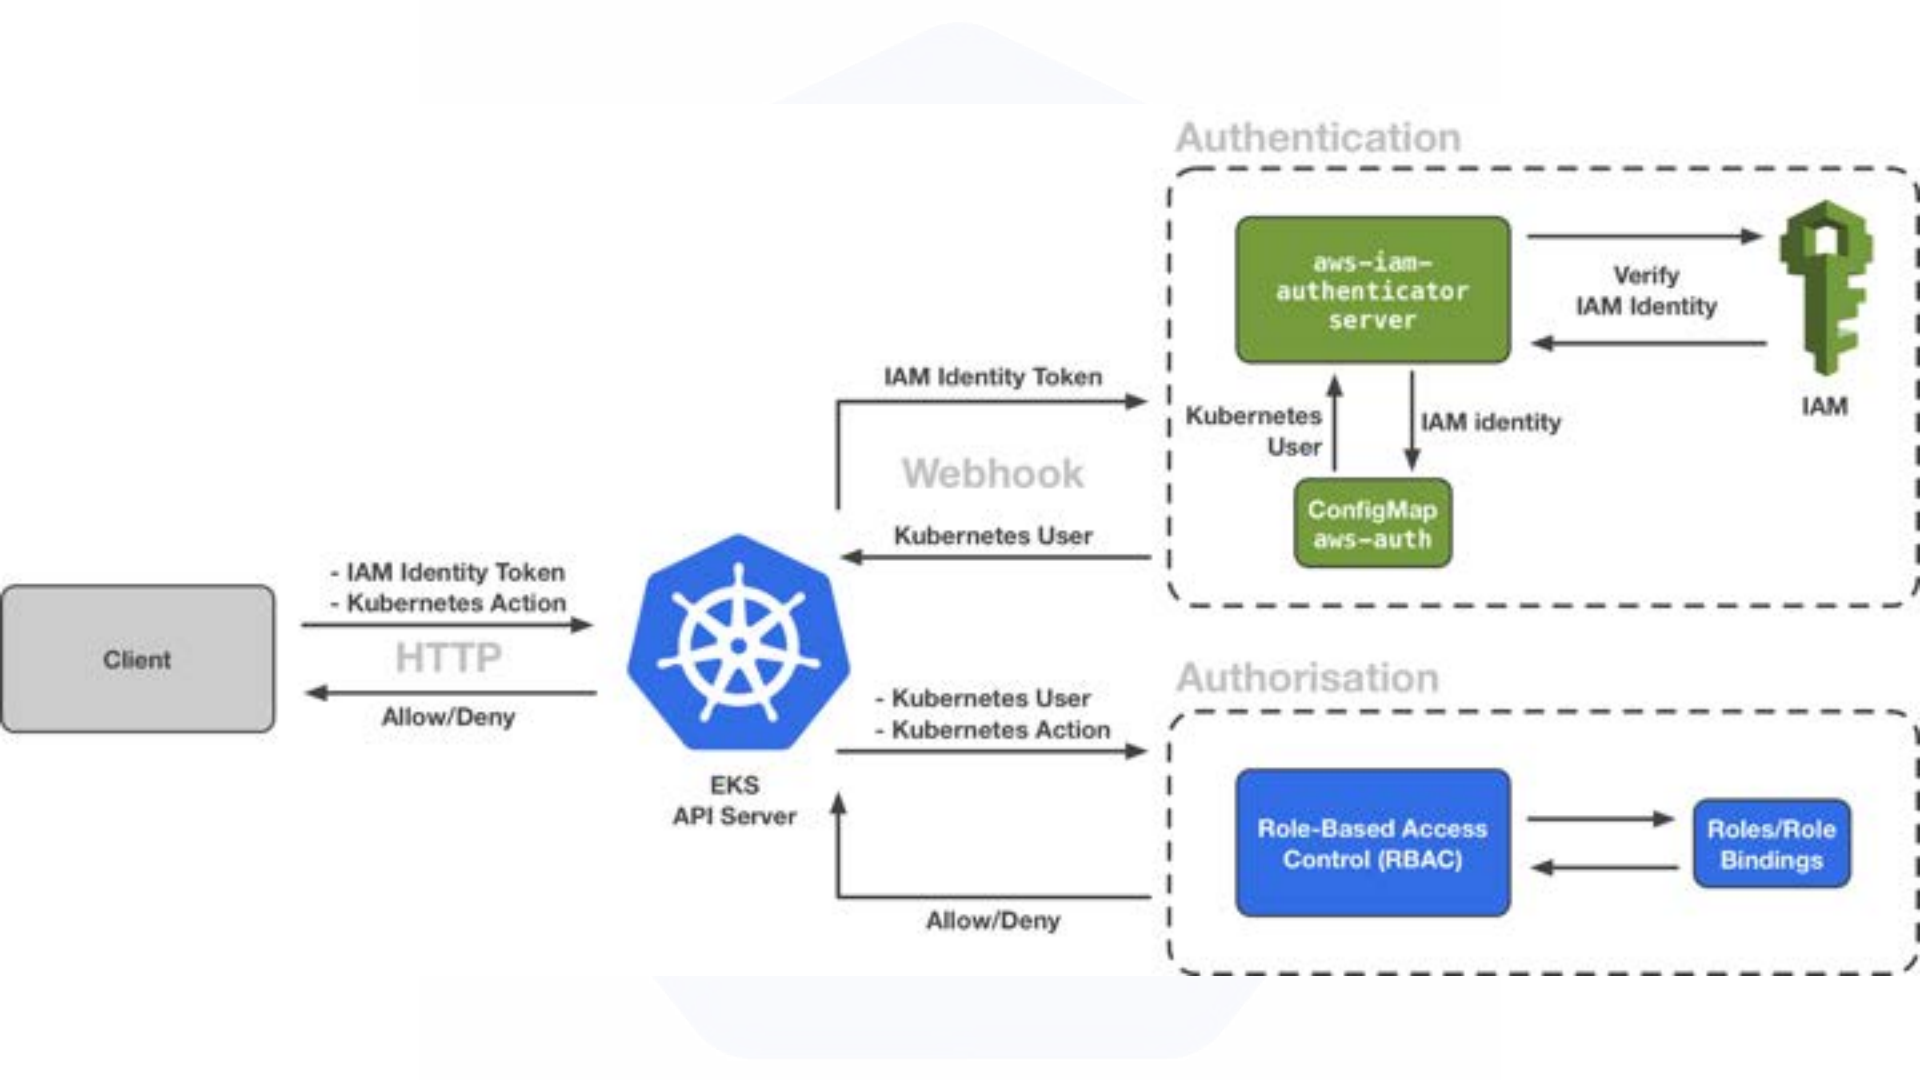 Authentication
aws-iam-
authenticator
server
Verify
IAM Identity
IAM
IAM Identity Token
Kubernetes
User
IAM identity
Webhook
ConfigMap
aws-auth
Kubernetes User
- IAM Identity Token
- Kubernetes Action
Client
HTTP
Allow/Deny
EKS
API Server
Authorisation
- Kubernetes User
- Kubernetes Action
Role-Based Access
Control (RBAC)
Roles/Role
Bindings
Allow/Deny